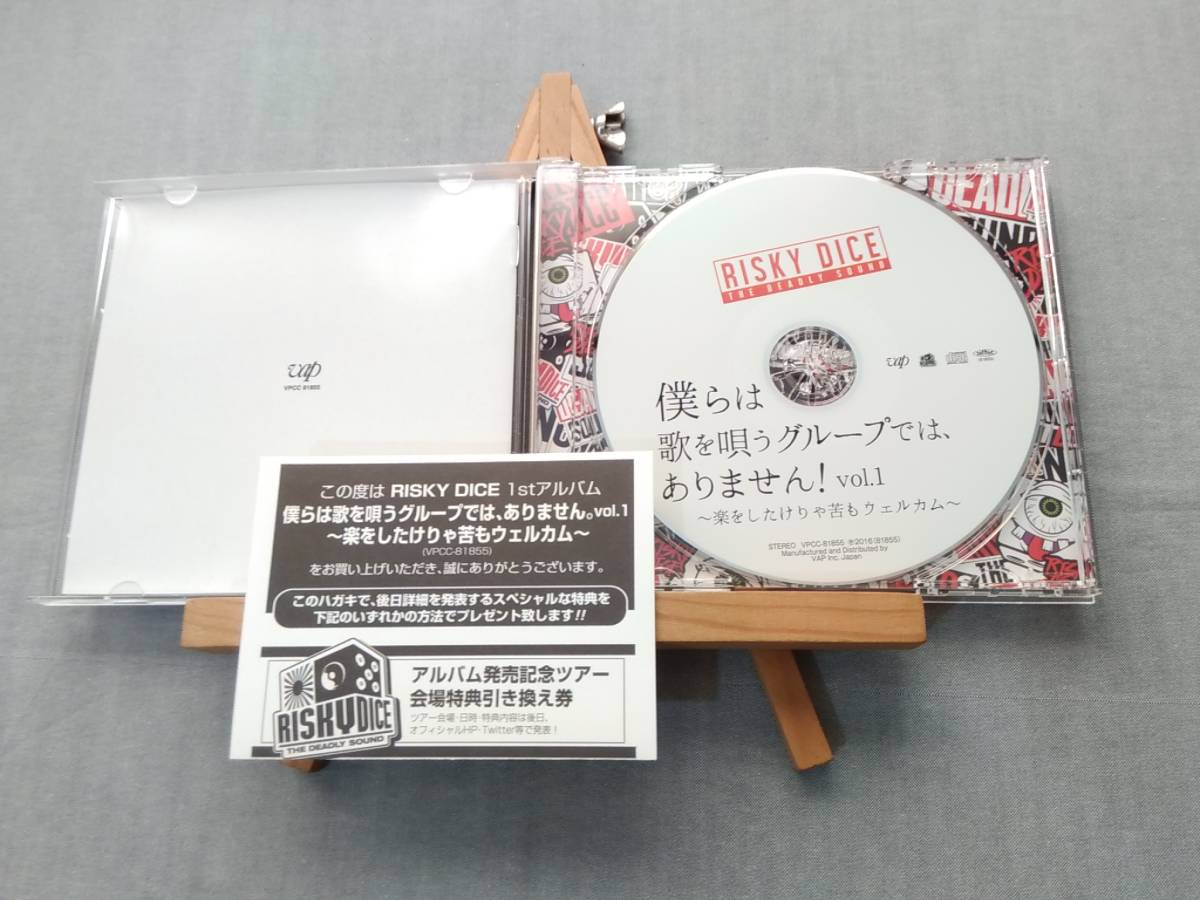 vap
VPCC 81855
RISKY DICE
THE DEADLY SOUND
vap
僕らは
歌を唄うグループでは、
ありません! vol.1
～楽をしたけりゃ苦もウェルカム～
STEREO VPCC-81855 ℗2016(81855)
Manufactured and Distributed by
VAP Inc. Japan
この度は RISKY DICE 1stアルバム
僕らは歌を唄うグループでは、ありません。vol.1
～楽をしたけりゃ苦もウェルカム～
(VPCC-81855)
をお買い上げいただき、誠にありがとうございます。
このハガキで、後日詳細を発表するスペシャルな特典を
下記のいずれかの方法でプレゼント致します!!
RISKYDICE
THE DEADLY SOUND
アルバム発売記念ツアー
会場特典引き換え券
ツアー会場・日時・特典内容は後日、
オフィシャルHP・Twitter等で発表！